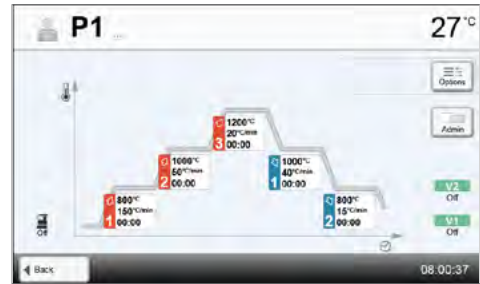 P1 ...
27°C
Options
Admin
3
1200°C
20°C/min
00:00
2
1000°C
50°C/min
00:00
1
1000°C
40°C/min
00:00
1
800°C
150°C/min
00:00
2
800°C
15°C/min
00:00
V2
Off
V1
Off
Off
Back
08:00:37